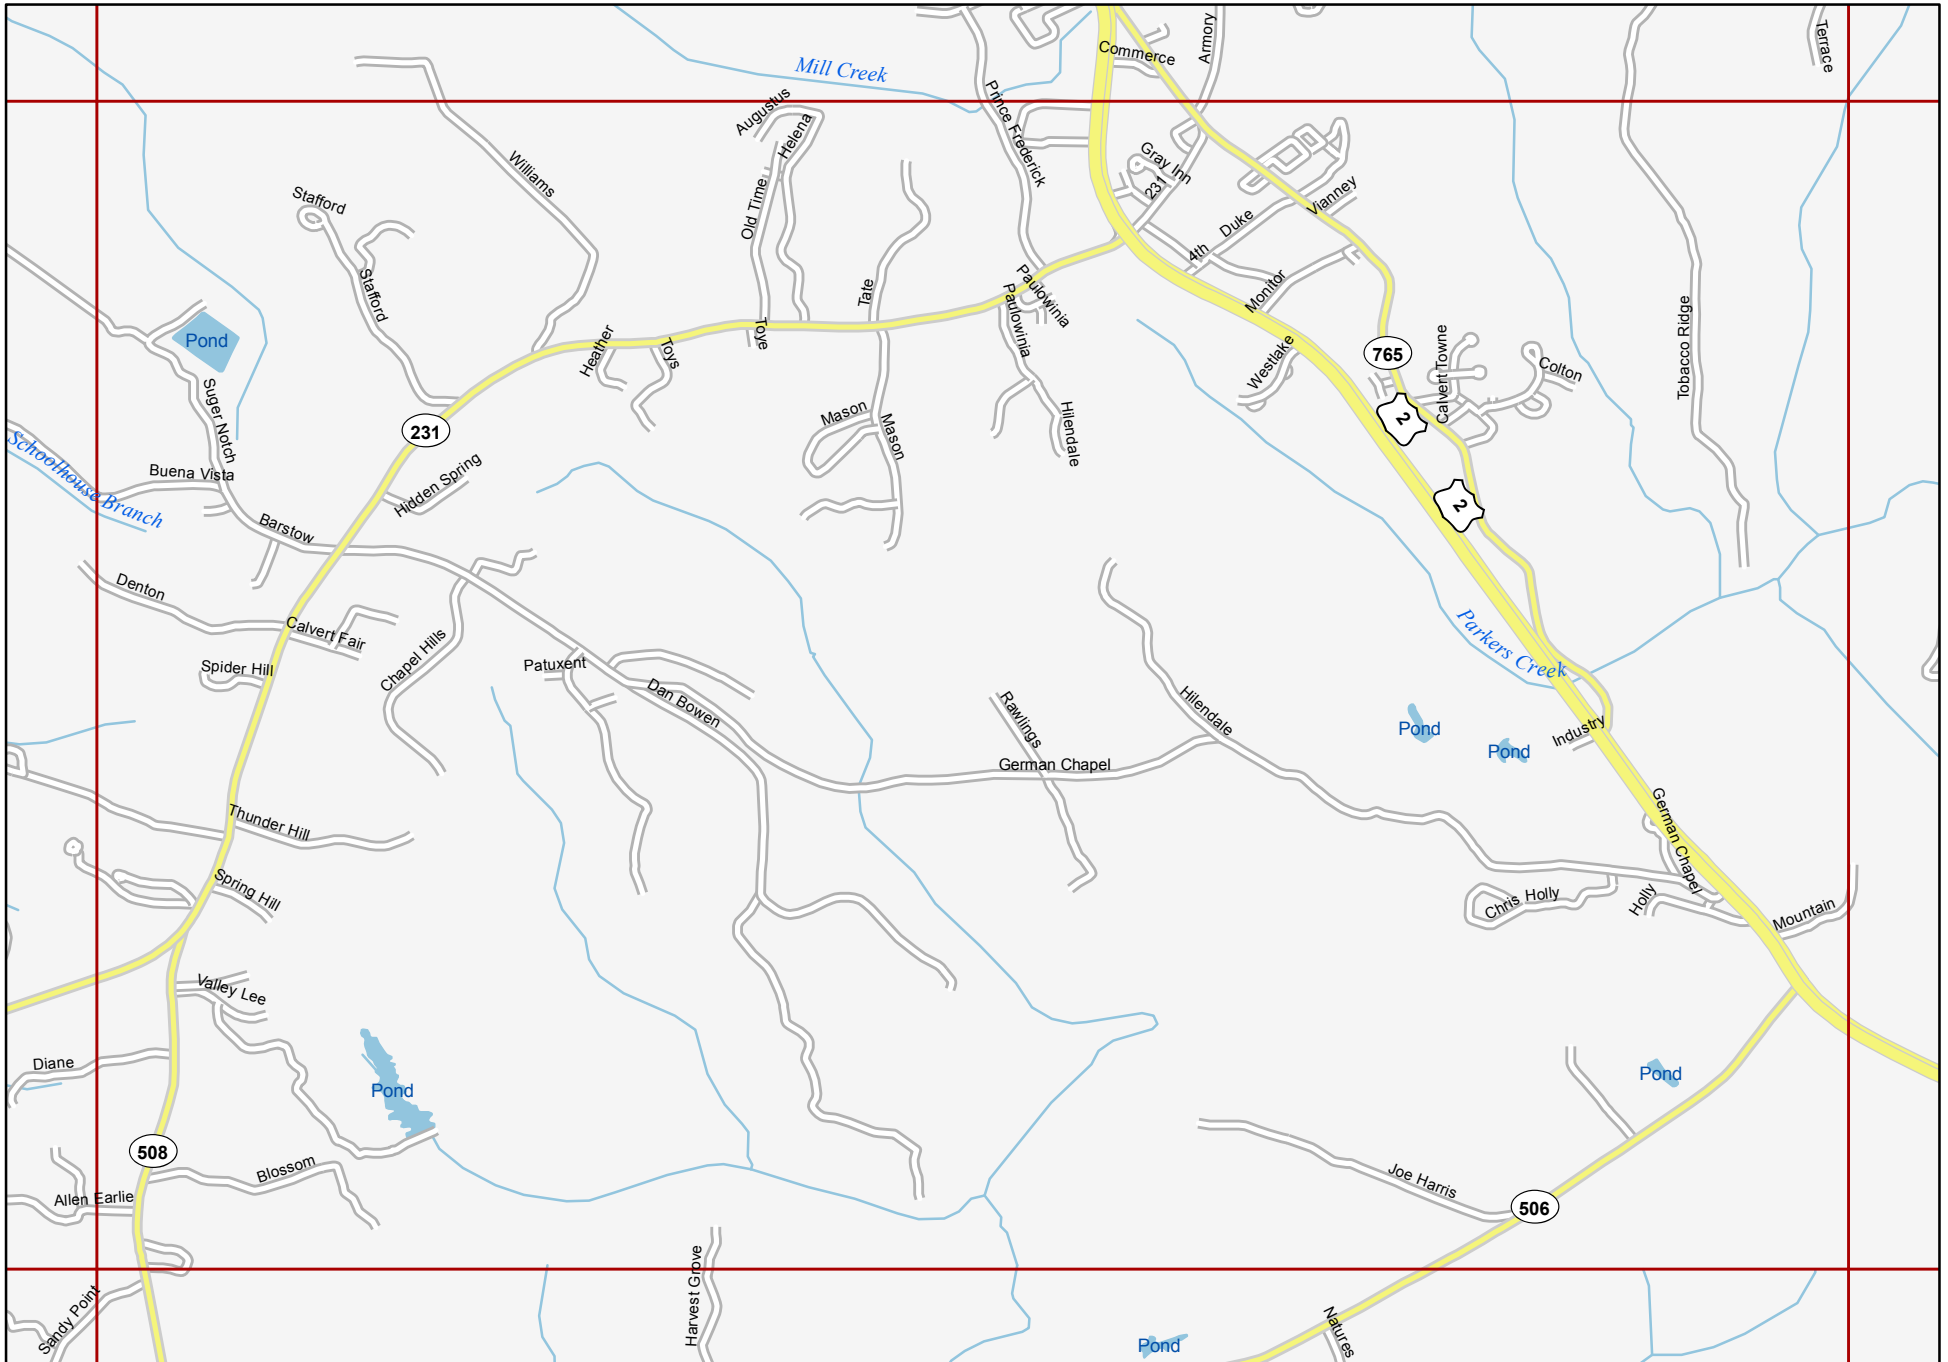 Terrace
Armory
Commerce
Mill Creek
Prince Frederick
Augustus
Helena
Gray Inn
231
Williams
Stafford
Old Time
Duke
Vianney
4th
Stafford
Paulowinia
Monitor
Tate
Paulowinia
Tobacco Ridge
Pond
Toye
Heather
Toys
Westlake
765
Calvert Towne
Colton
Suger Notch
Mason
Mason
Hilendale
2
231
Schoolhouse Branch
Buena Vista
Hidden Spring
2
Barstow
Denton
Calvert Fair
Chapel Hills
Parkers Creek
Spider Hill
Patuxent
Dan Bowen
Rawlings
Hilendale
Pond
Industry
Pond
German Chapel
Thunder Hill
German Chapel
Spring Hill
Chris Holly
Holly
Mountain
Valley Lee
Diane
Pond
Pond
508
Blossom
Joe Harris
Allen Earlie
506
Harvest Grove
Sandy Point
Natures
Pond